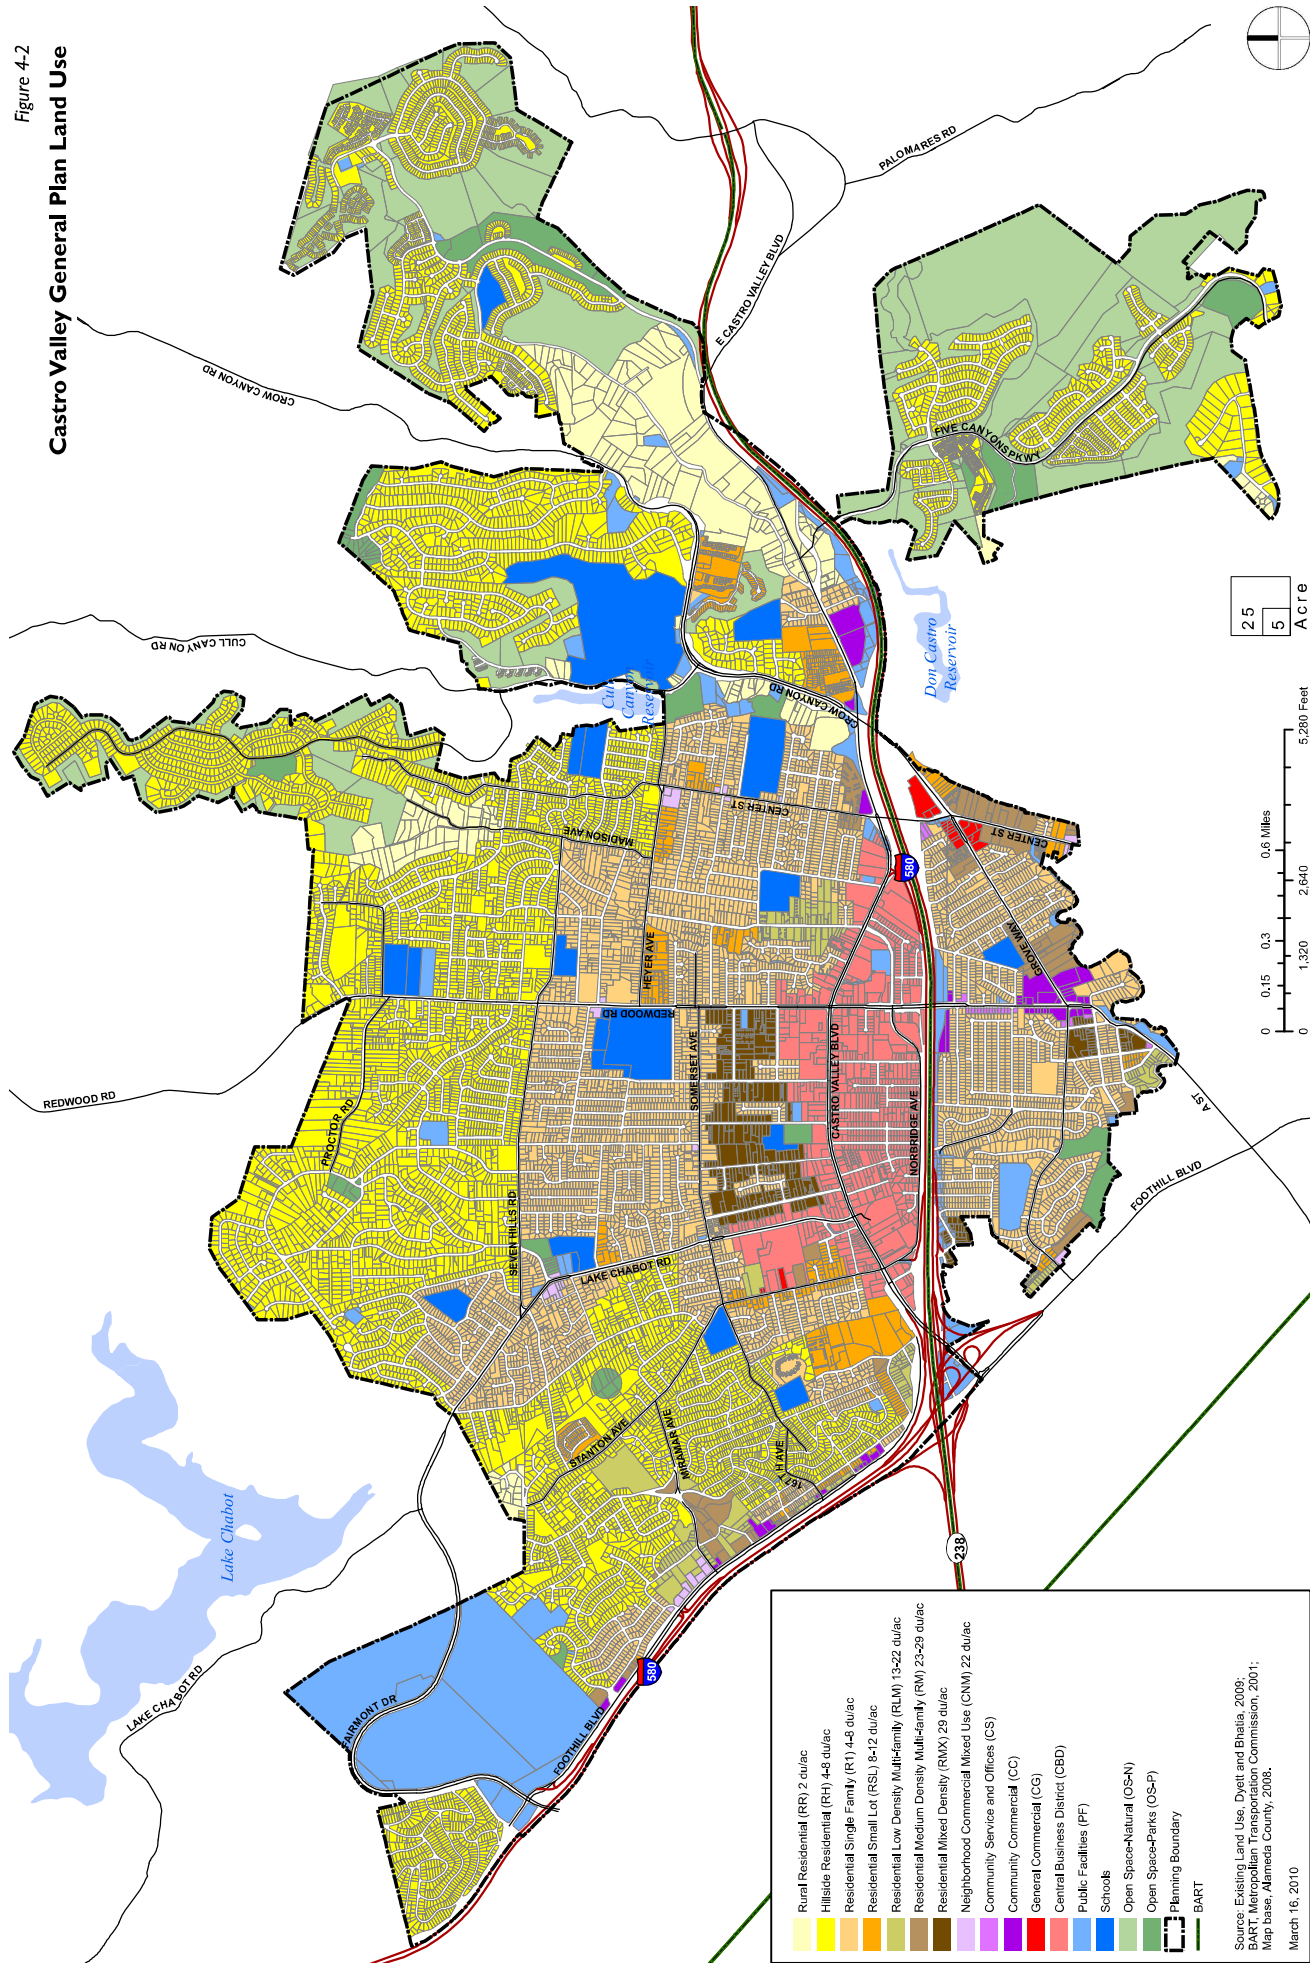 Figure 4-2
Castro Valley General Plan Land Use
CROW CANYON RD
PALOMARES RD
E CASTRO VALLEY BLVD
CULL CANYON RD
FIVE CANYONS PKWY
Cull
Canyon
Reservoir
Don Castro
Reservoir
CROW CANYON RD
CENTER ST
MADISON AVE
CENTER ST
580
HEYER AVE
GROVE WAY
REDWOOD RD
REDWOOD RD
SOMERSET AVE
CASTRO VALLEY BLVD
NORBRIDGE AVE
PROCTOR RD
A ST
FOOTHILL BLVD
SEVEN HILLS RD
LAKE CHABOT RD
STANTON AVE
MIRAMAR AVE
167TH AVE
Lake Chabot
238
LAKE CHABOT RD
FAIRMONT DR
FOOTHILL BLVD
580
25
5
Acre
0 0.15 0.3 0.6 Miles
0 1,320 2,640 5,280 Feet
Rural Residential (RR) 2 du/ac
Hillside Residential (RH) 4-8 du/ac
Residential Single Family (R1) 4-8 du/ac
Residential Small Lot (RSL) 8-12 du/ac
Residential Low Density Multi-family (RLM) 13-22 du/ac
Residential Medium Density Multi-family (RM) 23-29 du/ac
Residential Mixed Density (RMX) 29 du/ac
Neighborhood Commercial Mixed Use (CNM) 22 du/ac
Community Service and Offices (CS)
Community Commercial (CC)
General Commercial (CG)
Central Business District (CBD)
Public Facilities (PF)
Schools
Open Space-Natural (OS-N)
Open Space-Parks (OS-P)
Planning Boundary
BART
Source: Existing Land Use, Dyett and Bhatia, 2009;
BART, Metropolitan Transportation Commission, 2001;
Map base, Alameda County, 2008.
March 16, 2010